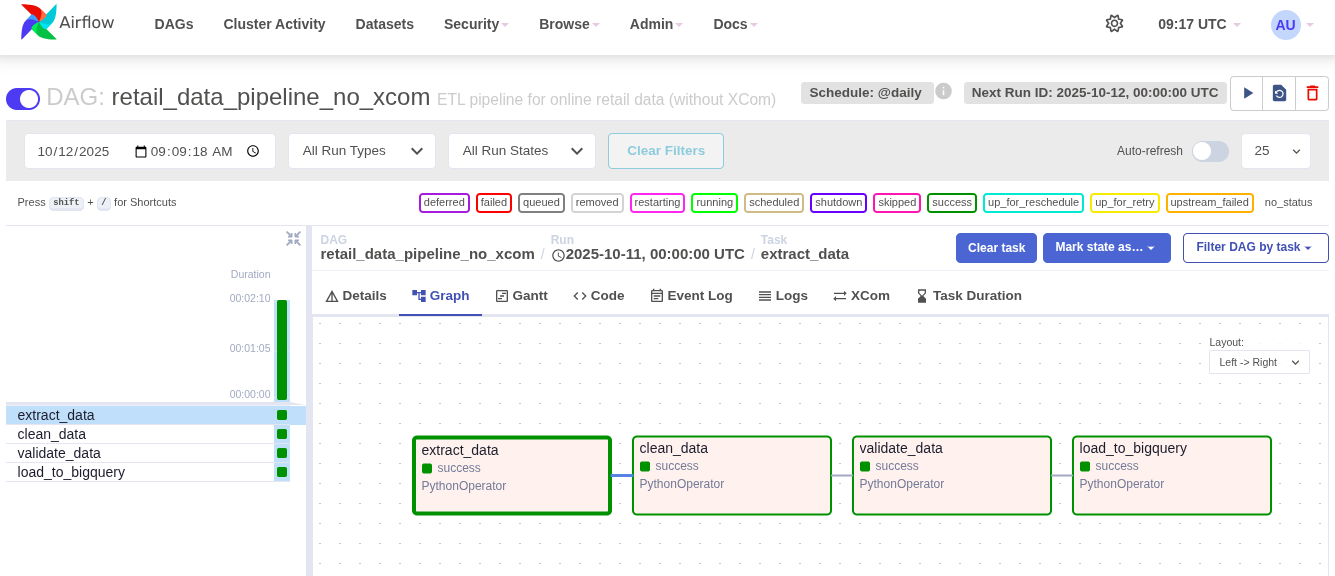 Airflow DAGs Cluster Activity Datasets Security Browse Admin Docs 09:17 UTC AU
DAG: retail_data_pipeline_no_xcom ETL pipeline for online retail data (without XCom) Schedule: @daily i Next Run ID: 2025-10-12, 00:00:00 UTC
10/12/2025 09:09:18 AM All Run Types All Run States Clear Filters Auto-refresh 25
Press shift + / for Shortcuts deferred failed queued removed restarting running scheduled shutdown skipped success up_for_reschedule up_for_retry upstream_failed no_status
DAG Run Task
retail_data_pipeline_no_xcom / 2025-10-11, 00:00:00 UTC / extract_data Clear task Mark state as… Filter DAG by task
Duration
00:02:10
00:01:05
00:00:00
extract_data
clean_data
validate_data
load_to_bigquery
Details Graph Gantt Code Event Log Logs XCom Task Duration
Layout:
Left -> Right
extract_data
success
PythonOperator
clean_data
success
PythonOperator
validate_data
success
PythonOperator
load_to_bigquery
success
PythonOperator